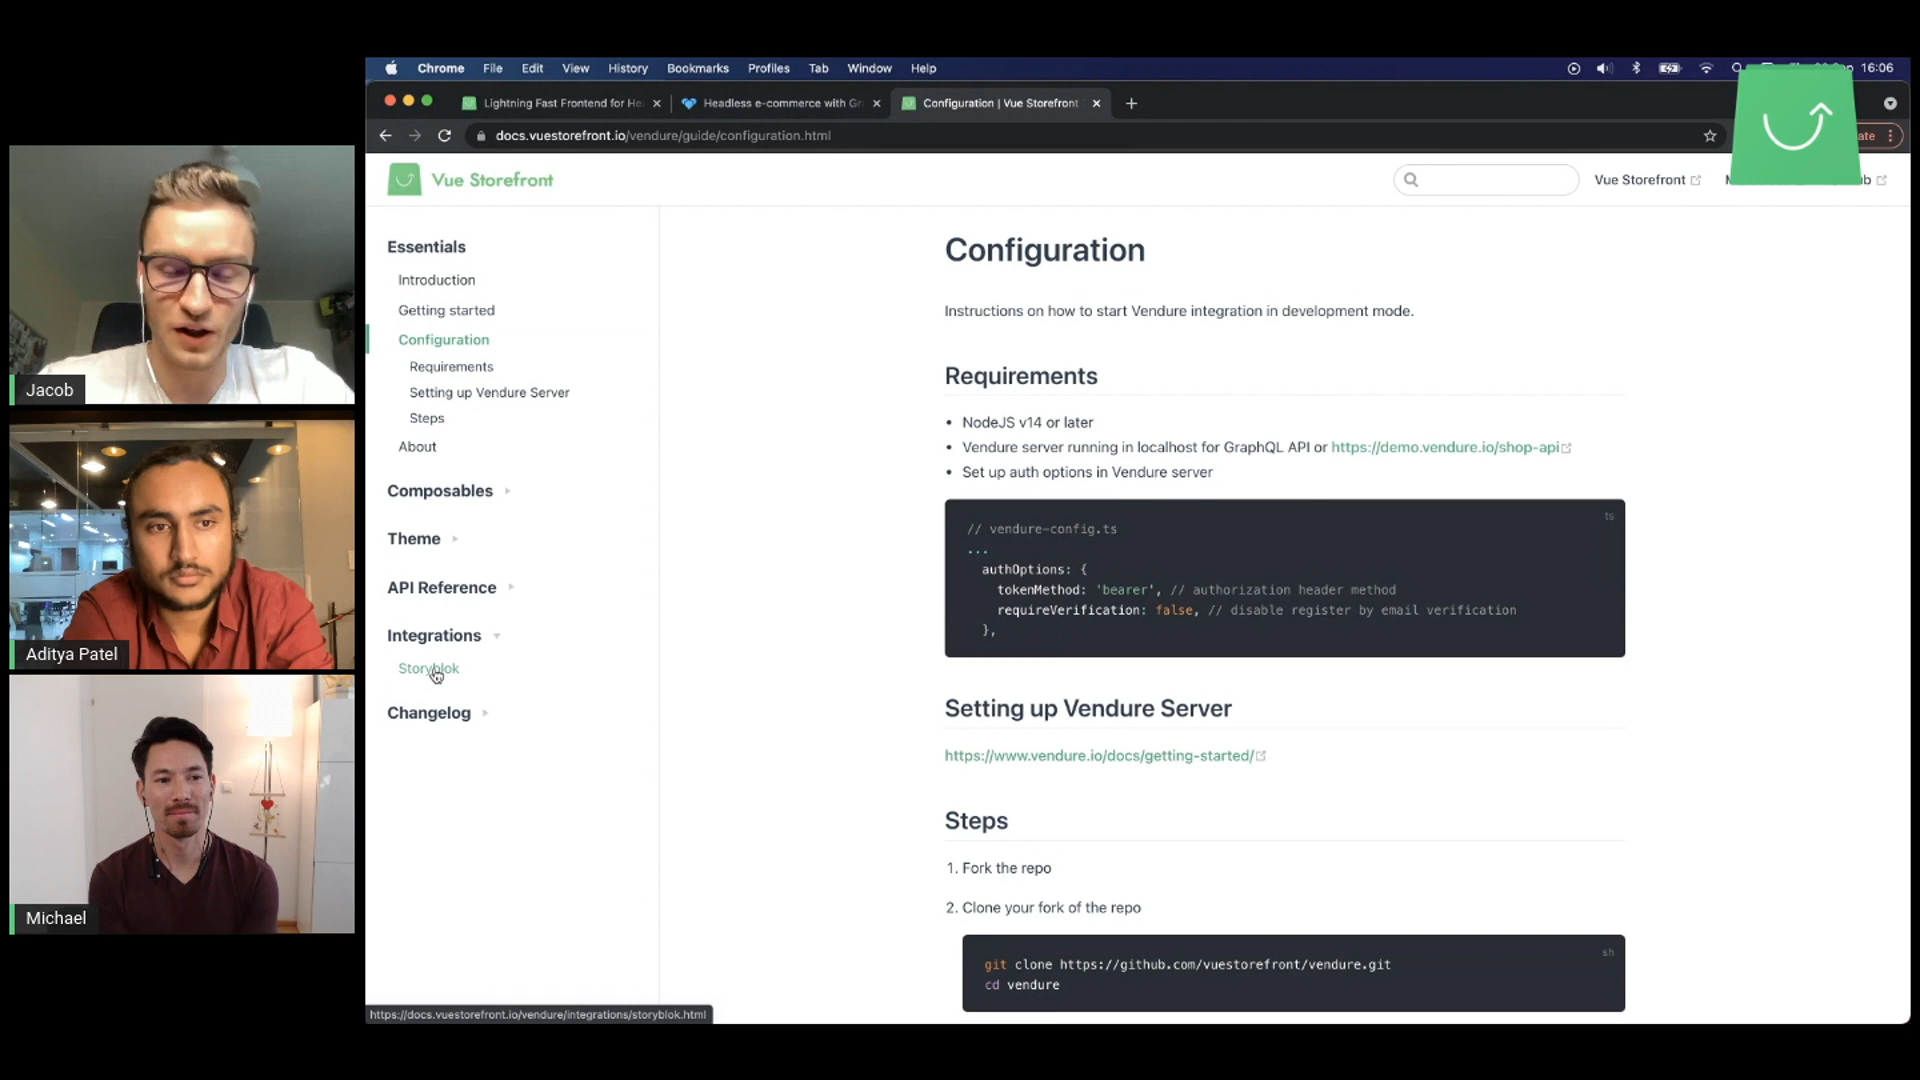 Chrome File Edit View History Bookmarks Profiles Tab Window Help 16:06
Lightning Fast Frontend for He
Headless e-commerce with Gr
Configuration | Vue Storefront
docs.vuestorefront.io/vendure/guide/configuration.html
Vue Storefront
Vue Storefront
Jacob
Aditya Patel
Michael
Essentials
Introduction
Getting started
Configuration
Requirements
Setting up Vendure Server
Steps
About
Composables
Theme
API Reference
Integrations
Storyblok
Changelog
Configuration
Instructions on how to start Vendure integration in development mode.
Requirements
• NodeJS v14 or later
• Vendure server running in localhost for GraphQL API or https://demo.vendure.io/shop-api
• Set up auth options in Vendure server
ts
// vendure-config.ts
...
authOptions: {
tokenMethod: 'bearer', // authorization header method
requireVerification: false, // disable register by email verification
},
Setting up Vendure Server
https://www.vendure.io/docs/getting-started/
Steps
1. Fork the repo
2. Clone your fork of the repo
sh
git clone https://github.com/vuestorefront/vendure.git
cd vendure
https://docs.vuestorefront.io/vendure/integrations/storyblok.html